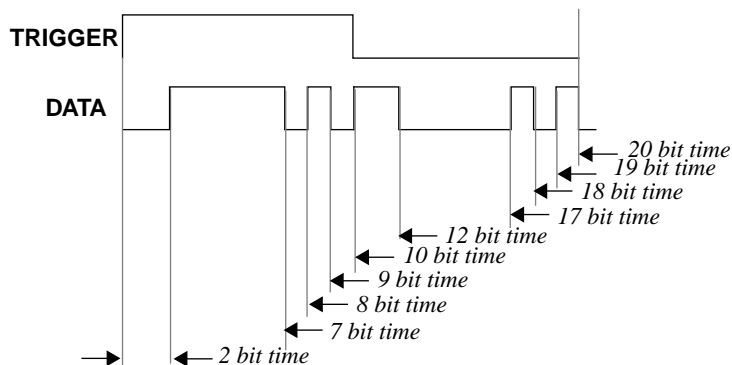 TRIGGER
DATA
20 bit time
19 bit time
18 bit time
17 bit time
12 bit time
10 bit time
9 bit time
8 bit time
7 bit time
2 bit time